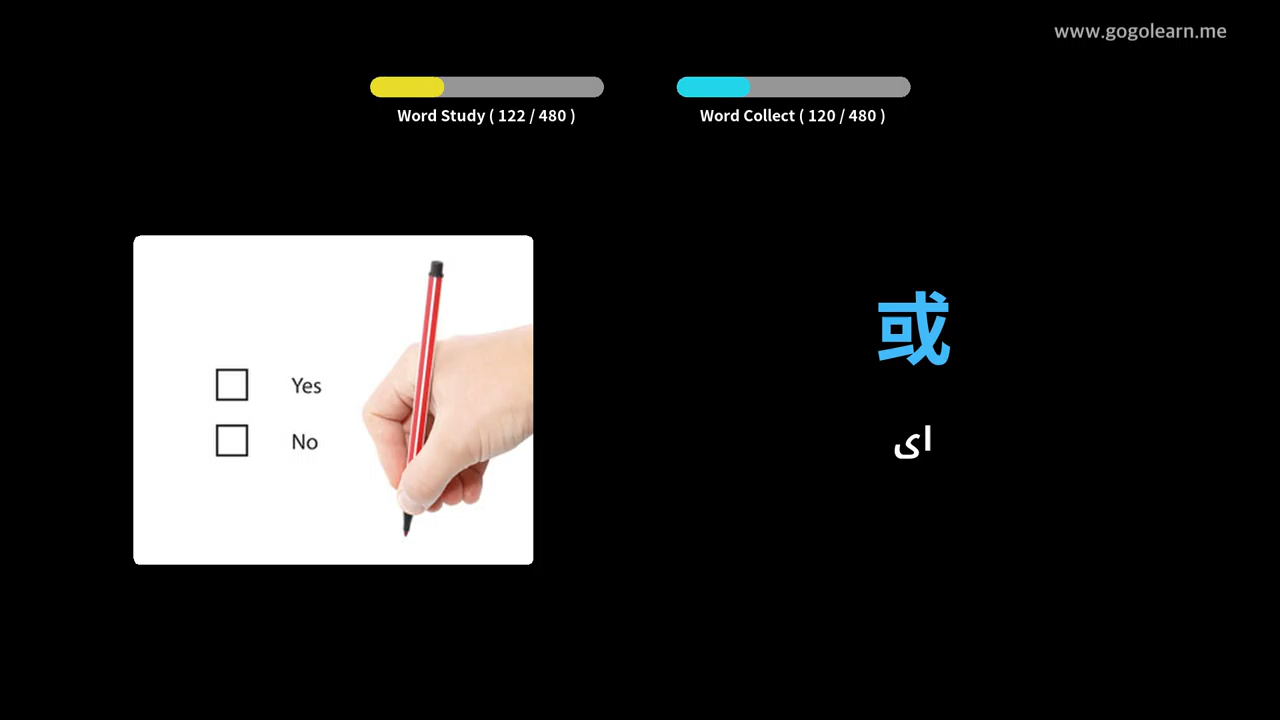 www.gogolearn.me
Word Study ( 122 / 480 )
Word Collect ( 120 / 480 )
Yes
No
或
ای